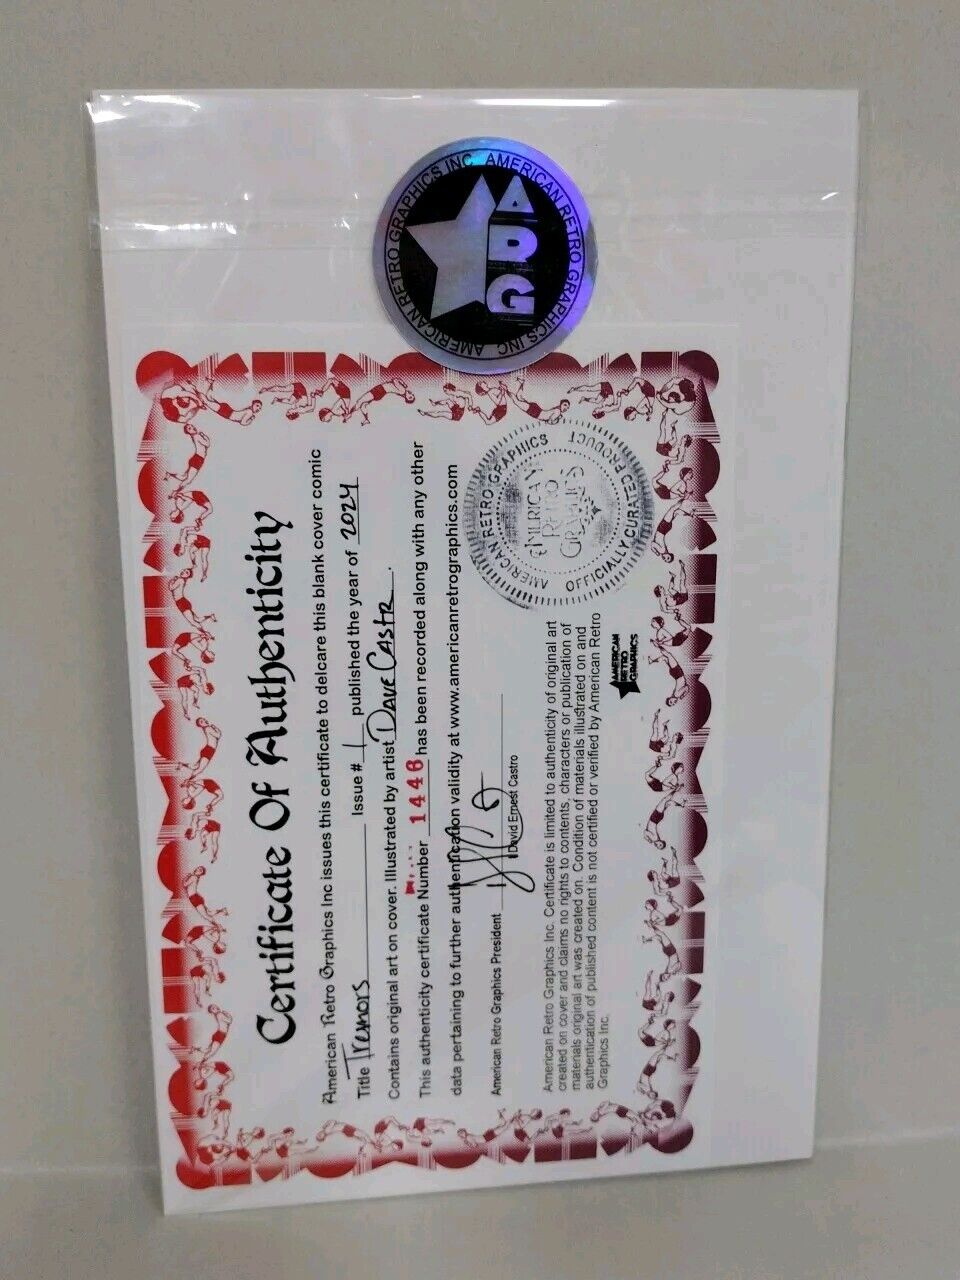 AMERICAN RETRO GRAPHICS INC. AMERICAN RETRO GRAPHICS INC
ARG
Certificate Of Authenticity
American Retro Graphics Inc issues this certificate to delcare this blank cover comic
Title Tremors Issue # 1 published the year of 2024
Contains original art on cover. Illustrated by artist Dave Castr.
This authenticity certificate Number 1446 has been recorded along with any other
data pertaining to further authentication validity at www.americanretrographics.com
American Retro Graphics President
David Ernest Castro
AMERICAN RETRO GRAPHICS
OFFICIALLY CURATED PRODUCT
AMERICAN
RETRO
GRAPHICS
American Retro Graphics Inc. Certificate is limited to authenticity of original art
created on cover and claims no rights to contents, characters or publication of
materials original art was created on. Condition of materials illustrated on and
authentication of published content is not certified or verified by American Retro
Graphics Inc.
AMERICAN
RETRO
GRAPHICS